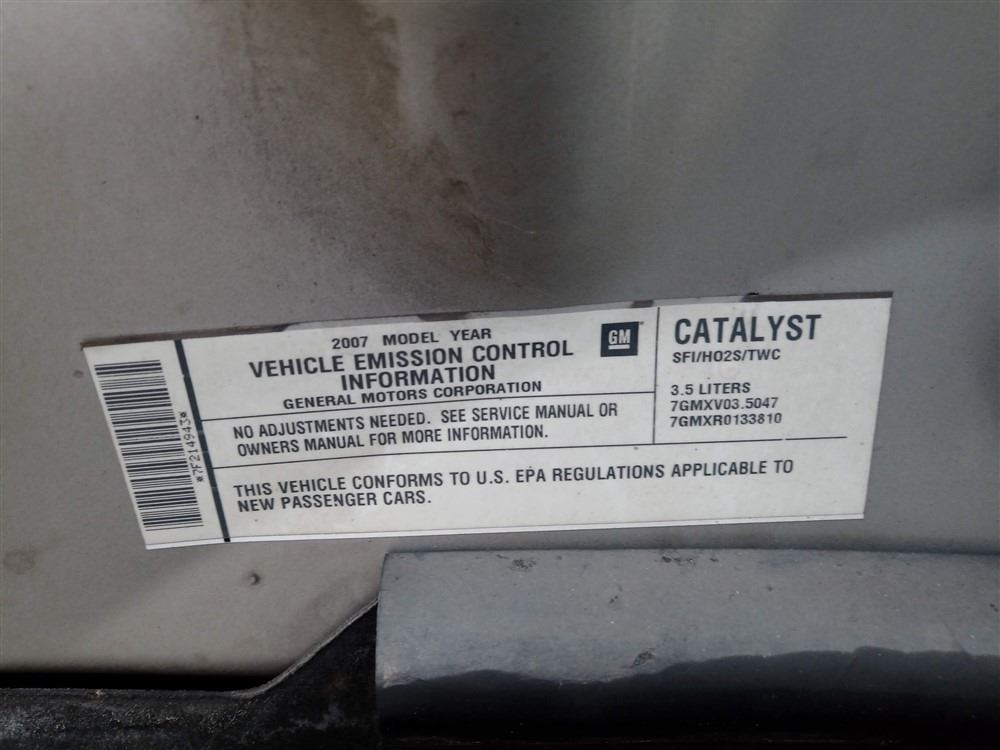 2007 MODEL YEAR
VEHICLE EMISSION CONTROL
INFORMATION
GENERAL MOTORS CORPORATION
GM
NO ADJUSTMENTS NEEDED. SEE SERVICE MANUAL OR
OWNERS MANUAL FOR MORE INFORMATION.
CATALYST
SFI/HO2S/TWC
3.5 LITERS
7GMXV03.5047
7GMXR0133810
THIS VEHICLE CONFORMS TO U.S. EPA REGULATIONS APPLICABLE TO
NEW PASSENGER CARS.
*7F214943*